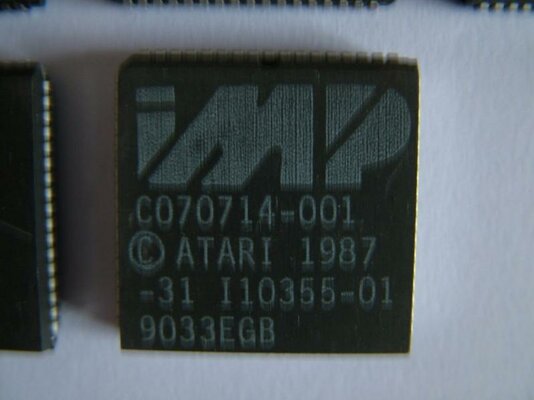 iMP
C070714-001
© ATARI 1987
-31 I10355-01
9033EGB